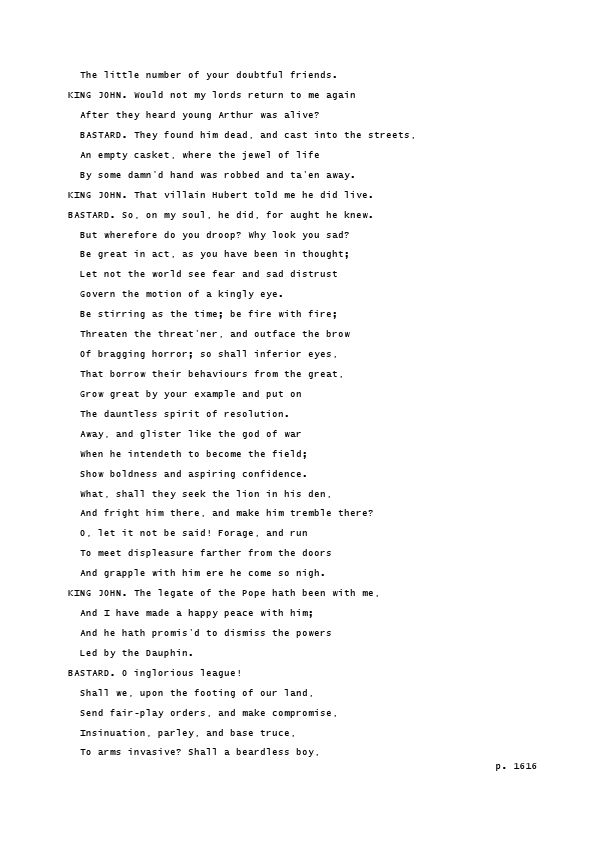 The little number of your doubtful friends.
KING JOHN. Would not my lords return to me again
After they heard young Arthur was alive?
BASTARD. They found him dead, and cast into the streets,
An empty casket, where the jewel of life
By some damn'd hand was robbed and ta'en away.
KING JOHN. That villain Hubert told me he did live.
BASTARD. So, on my soul, he did, for aught he knew.
But wherefore do you droop? Why look you sad?
Be great in act, as you have been in thought;
Let not the world see fear and sad distrust
Govern the motion of a kingly eye.
Be stirring as the time; be fire with fire;
Threaten the threat'ner, and outface the brow
Of bragging horror; so shall inferior eyes,
That borrow their behaviours from the great,
Grow great by your example and put on
The dauntless spirit of resolution.
Away, and glister like the god of war
When he intendeth to become the field;
Show boldness and aspiring confidence.
What, shall they seek the lion in his den,
And fright him there, and make him tremble there?
O, let it not be said! Forage, and run
To meet displeasure farther from the doors
And grapple with him ere he come so nigh.
KING JOHN. The legate of the Pope hath been with me,
And I have made a happy peace with him;
And he hath promis'd to dismiss the powers
Led by the Dauphin.
BASTARD. O inglorious league!
Shall we, upon the footing of our land,
Send fair-play orders, and make compromise,
Insinuation, parley, and base truce,
To arms invasive? Shall a beardless boy,
p. 1616